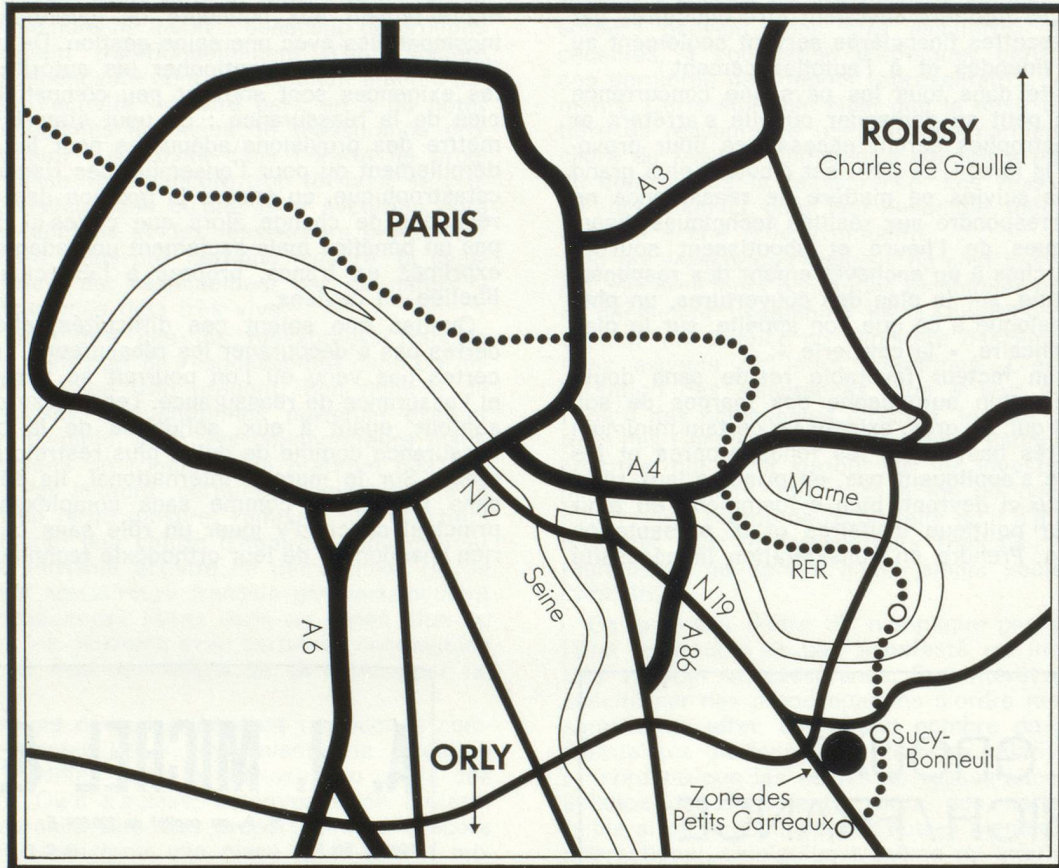 ROISSY
Charles de Gaulle
A3
PARIS
A4
Marne
N19
RER
Seine
N19
A86
A6
ORLY
Sucy-
Bonneuil
Zone des
Petits Carreaux